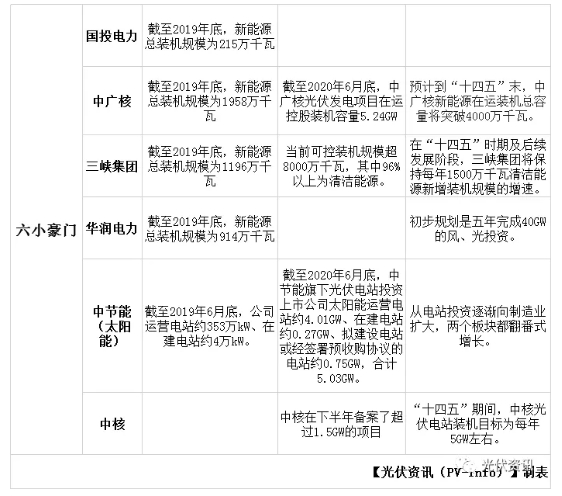 国投电力
截至2019年底，新能源
总装机规模为215万千瓦
中广核
截至2019年底，新能源
总装机规模为1958万千
瓦
截至2020年6月底，中
广核光伏发电项目在运
控股装机容量5.24GW
预计到“十四五”末，中
广核新能源在运装机总容
量将突破4000万千瓦。
三峡集团
截至2019年底，新能源
总装机规模为1196万千
瓦
当前可控装机规模超
8000万千瓦，其中96%
以上为清洁能源。
在“十四五”时期及后续
发展阶段，三峡集团将保
持每年1500万千瓦清洁能
源新增装机规模的增速。
六小豪门
华润电力
截至2019年底，新能源
总装机规模为914万千瓦
初步规划是五年完成40GW
的风、光投资。
中节能
（太阳
能）
截至2019年6月底，公司
运营电站约353万kW、在
建电站约4万kW。
截至2020年6月底，中
节能旗下光伏电站投资
上市公司太阳能运营电
站约4.01GW、在建电站
约0.27GW、拟建设电站
或经签署预收购协议的
电站约0.75GW，合计
5.03GW。
从电站投资逐渐向制造业
扩大，两个板块都翻番式
增长。
中核
中核在下半年备案了超
过1.5GW的项目
“十四五”期间，中核光
伏电站装机目标为每年
5GW左右。
【光伏资讯（PV-info）】制表
光伏资讯